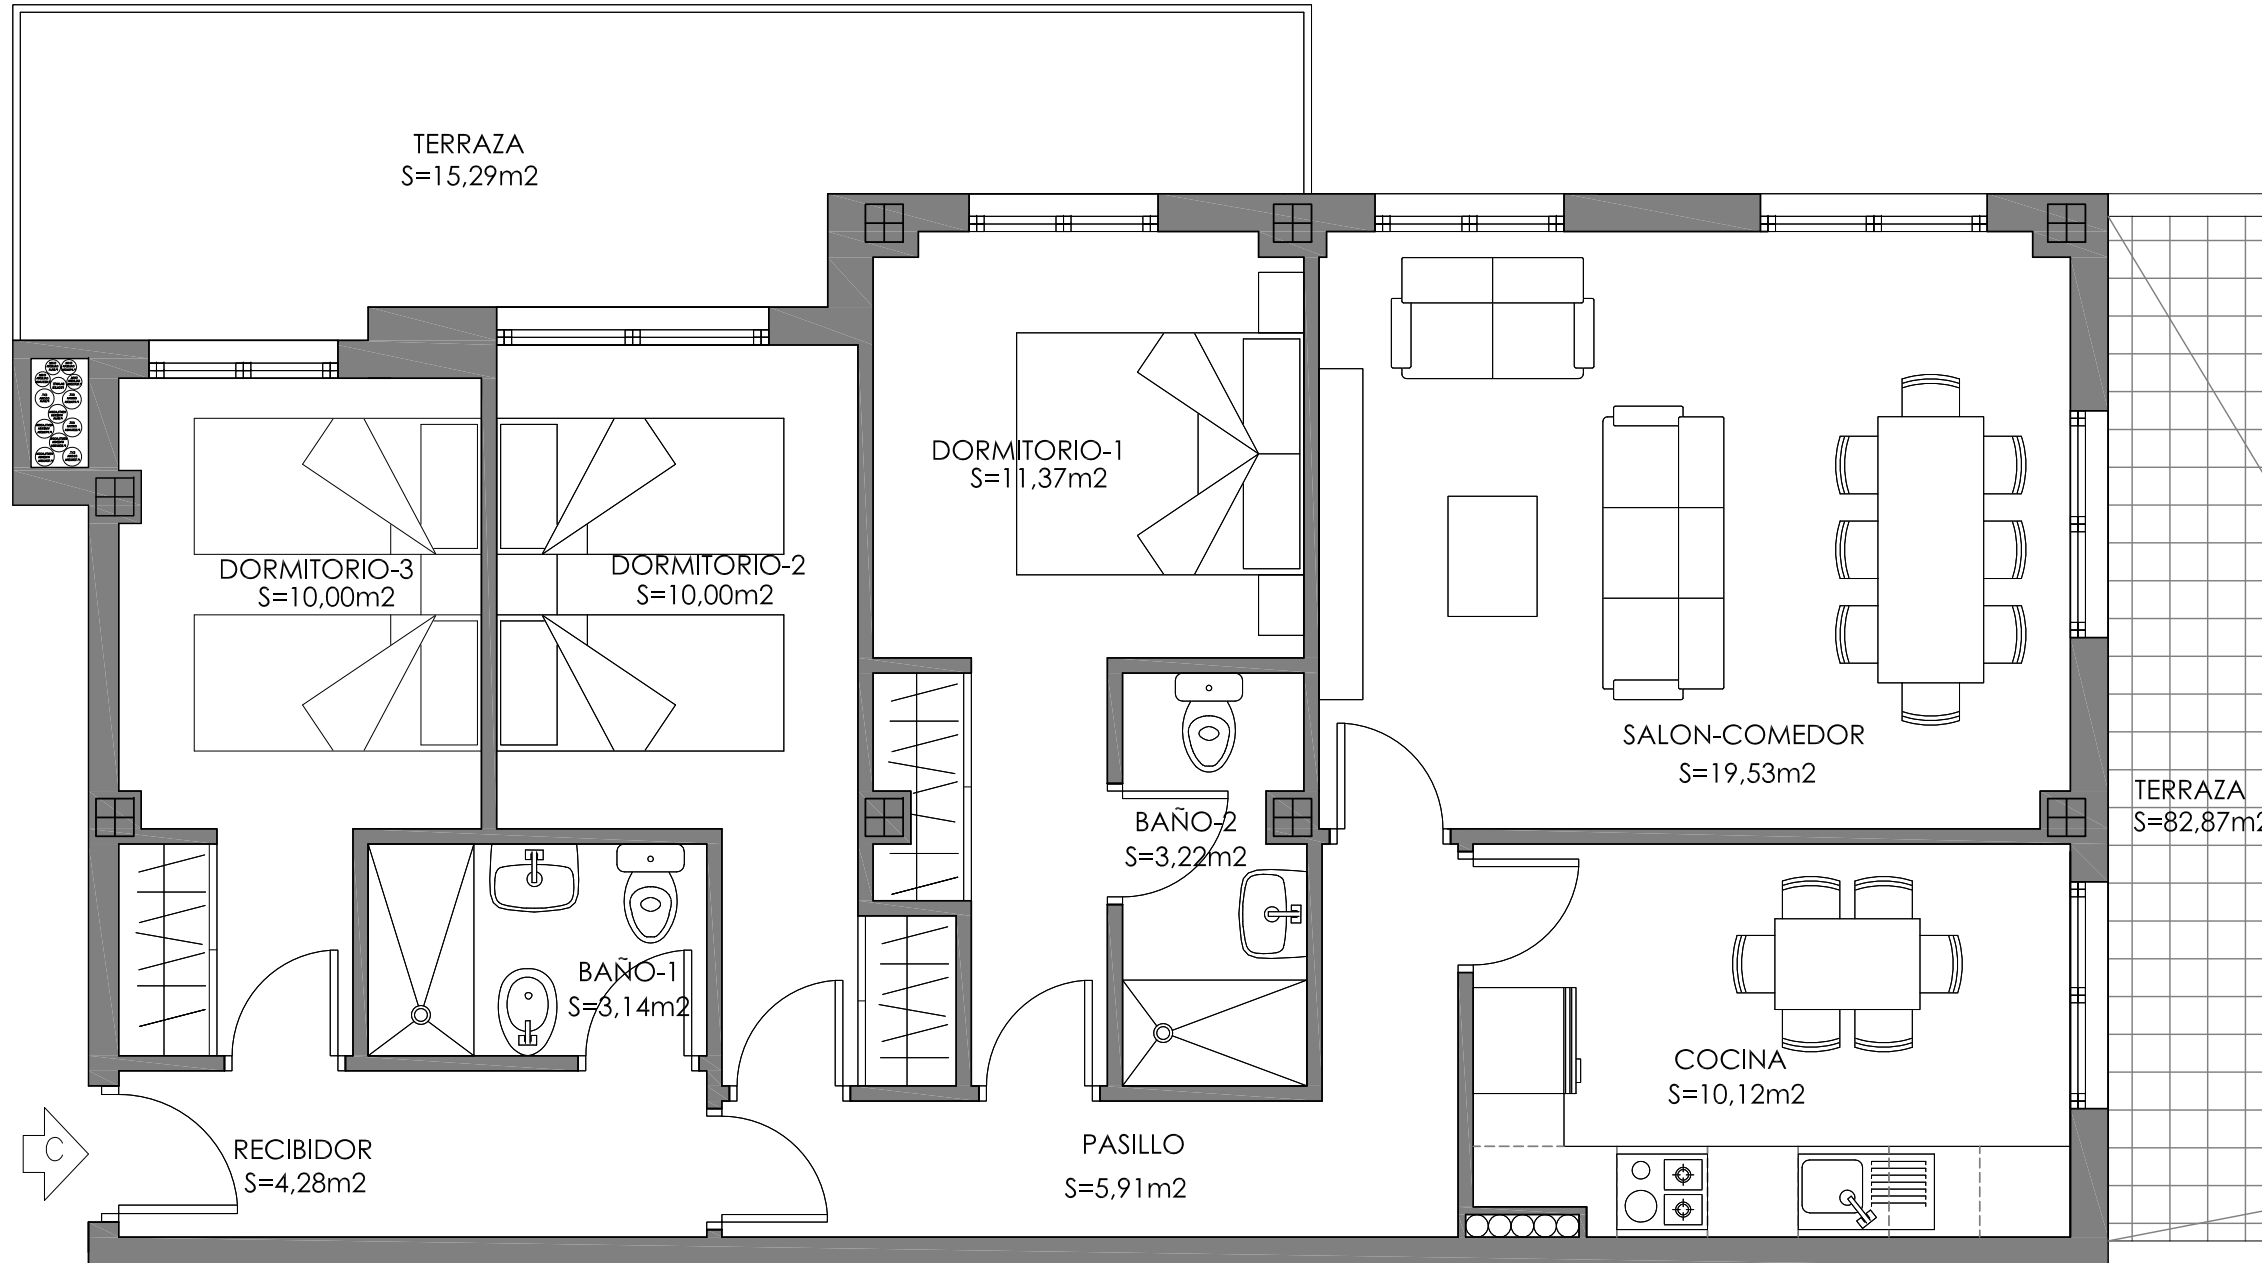 TERRAZA
S=15,29m2
DORMITORIO-1
S=11,37m2
DORMITORIO-3
S=10,00m2
DORMITORIO-2
S=10,00m2
SALON-COMEDOR
S=19,53m2
TERRAZA
S=82,87m2
BAÑO-2
S=3,22m2
BAÑO-1
S=3,14m2
COCINA
S=10,12m2
C
RECIBIDOR
S=4,28m2
PASILLO
S=5,91m2